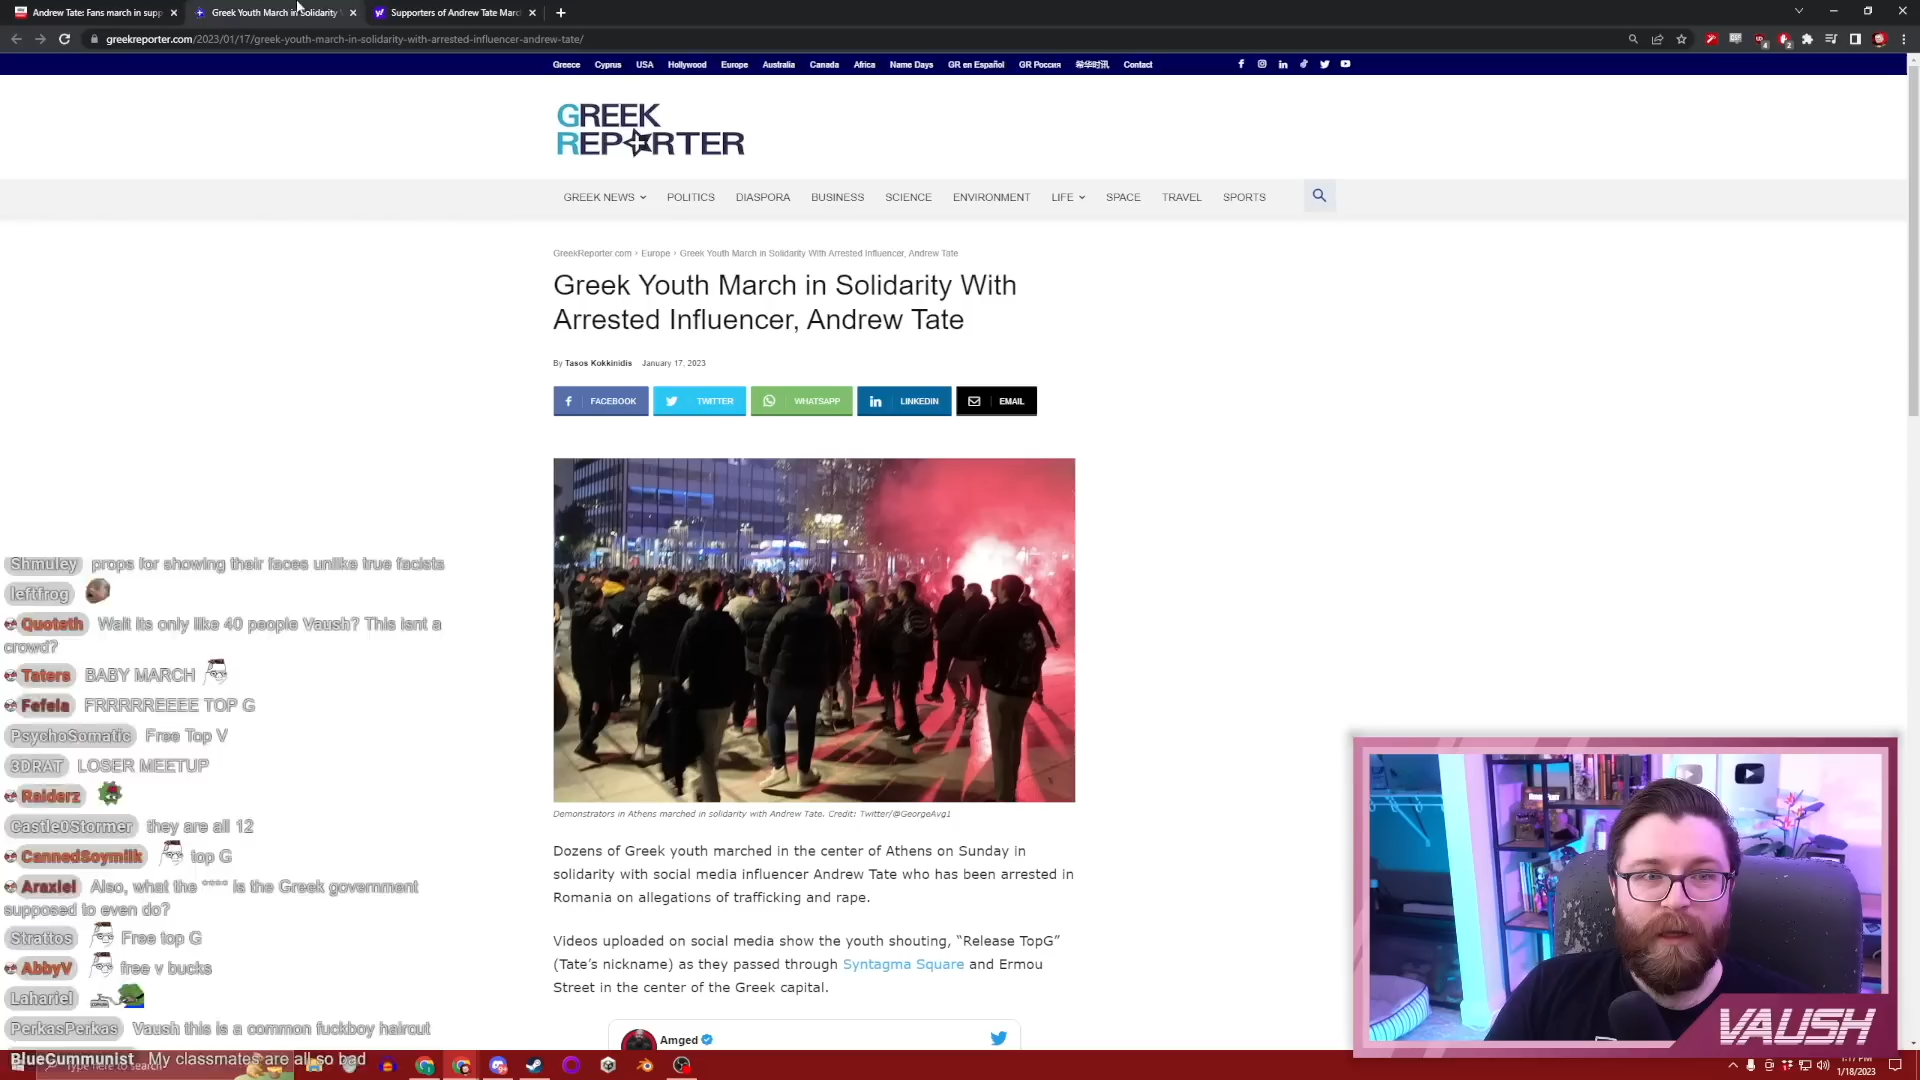 Andrew Tate: Fans march in supp
Greek Youth March in Solidarity
Supporters of Andrew Tate Marc
greekreporter.com/2023/01/17/greek-youth-march-in-solidarity-with-arrested-influencer-andrew-tate/
Greece Cyprus USA Hollywood Europe Australia Canada Africa Name Days GR en Español GR Россия 希华时讯 Contact
GREEK
REPORTER
GREEK NEWS POLITICS DIASPORA BUSINESS SCIENCE ENVIRONMENT LIFE SPACE TRAVEL SPORTS
GreekReporter.com › Europe › Greek Youth March in Solidarity With Arrested Influencer, Andrew Tate
Greek Youth March in Solidarity With
Arrested Influencer, Andrew Tate
By Tasos Kokkinidis January 17, 2023
FACEBOOK TWITTER WHATSAPP LINKEDIN EMAIL
Demonstrators in Athens marched in solidarity with Andrew Tate. Credit: Twitter/@GeorgeAvg1
Dozens of Greek youth marched in the center of Athens on Sunday in
solidarity with social media influencer Andrew Tate who has been arrested in
Romania on allegations of trafficking and rape.
Videos uploaded on social media show the youth shouting, “Release TopG”
(Tate’s nickname) as they passed through Syntagma Square and Ermou
Street in the center of the Greek capital.
Amged
Shmuley props for showing their faces unlike true facists
leftfrog
Quoteth Wait its only like 40 people Vaush? This isnt a
crowd?
Taters BABY MARCH
Fefela FRRRRREEEE TOP G
PsychoSomatic Free Top V
3DRAT LOSER MEETUP
Raiderz
Castle0Stormer they are all 12
CannedSoymilk top G
Araxiel Also, what the **** is the Greek government
supposed to even do?
Strattos Free top G
AbbyV free v bucks
Lahariel
PerkasPerkas Vaush this is a common fuckboy haircut
BlueCummunist My classmates are all so bad
Type here to search
VAUSH
1:17 PM
1/18/2023